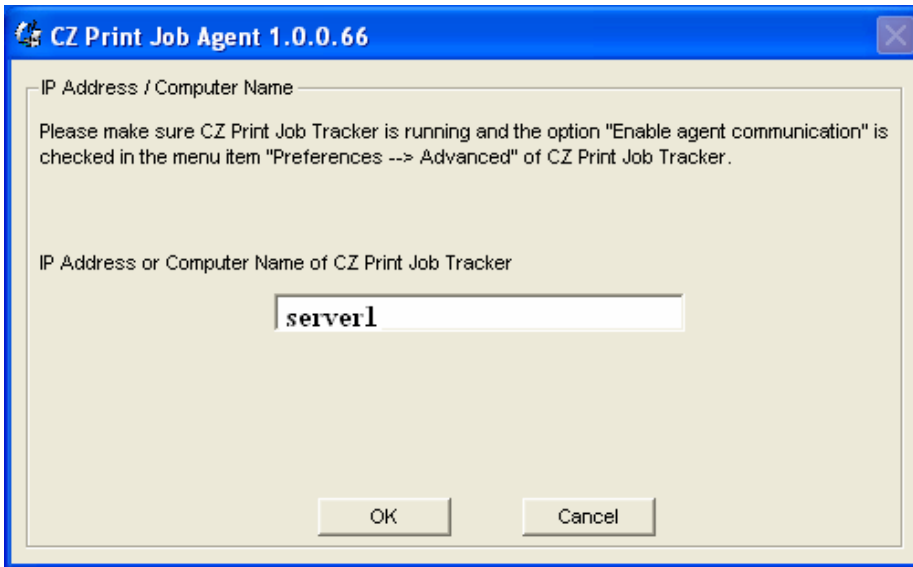 CZ Print Job Agent 1.0.0.66
IP Address / Computer Name
Please make sure CZ Print Job Tracker is running and the option "Enable agent communication" is
checked in the menu item "Preferences --> Advanced" of CZ Print Job Tracker.
IP Address or Computer Name of CZ Print Job Tracker
server1
OK
Cancel